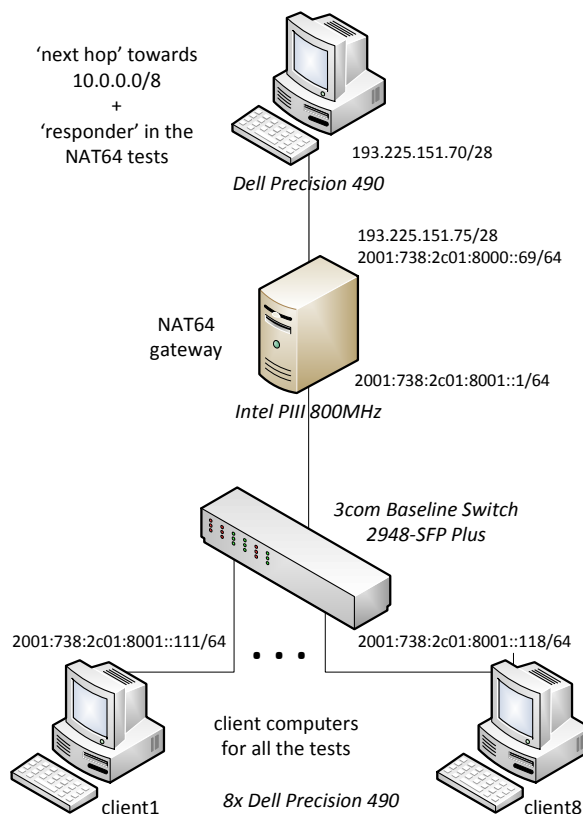 ‘next hop’ towards
10.0.0.0/8
+
‘responder’ in the
NAT64 tests
193.225.151.70/28
Dell Precision 490
193.225.151.75/28
2001:738:2c01:8000::69/64
NAT64
gateway
2001:738:2c01:8001::1/64
Intel PIII 800MHz
3com Baseline Switch
2948-SFP Plus
2001:738:2c01:8001::111/64
. . .
2001:738:2c01:8001::118/64
client computers
for all the tests
client1
8x Dell Precision 490
client8